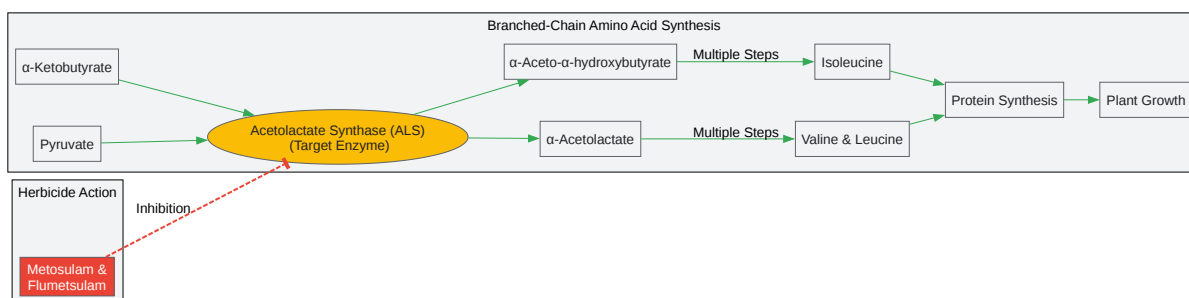 Branched-Chain Amino Acid Synthesis
α-Ketobutyrate
Pyruvate
Acetolactate Synthase (ALS)
(Target Enzyme)
α-Aceto-α-hydroxybutyrate
Multiple Steps
Isoleucine
α-Acetolactate
Multiple Steps
Valine & Leucine
Protein Synthesis
Plant Growth
Herbicide Action
Inhibition
Metosulam &
Flumetsulam